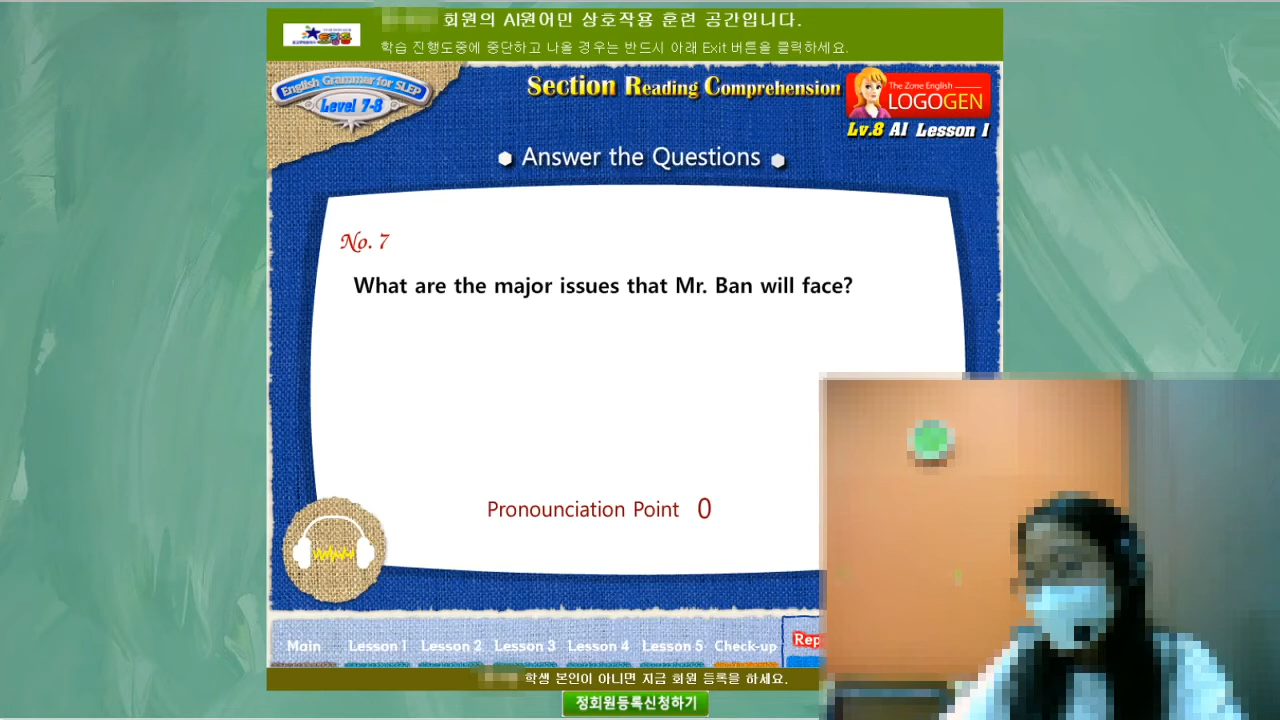 회원의 AI원어민 상호작용 훈련 공간입니다.
학습 진행도중에 중단하고 나올 경우는 반드시 아래 Exit 버튼을 클릭하세요.
English Grammar for SLEP
Level 7-8
Section Reading Comprehension
The Zone English
LOGOGEN
Lv.8 AI Lesson 1
Answer the Questions
No. 7
What are the major issues that Mr. Ban will face?
Pronounciation Point 0
Main Lesson 1 Lesson 2 Lesson 3 Lesson 4 Lesson 5 Check-up Rep
학생 본인이 아니면 지금 회원 등록을 하세요.
정회원등록신청하기